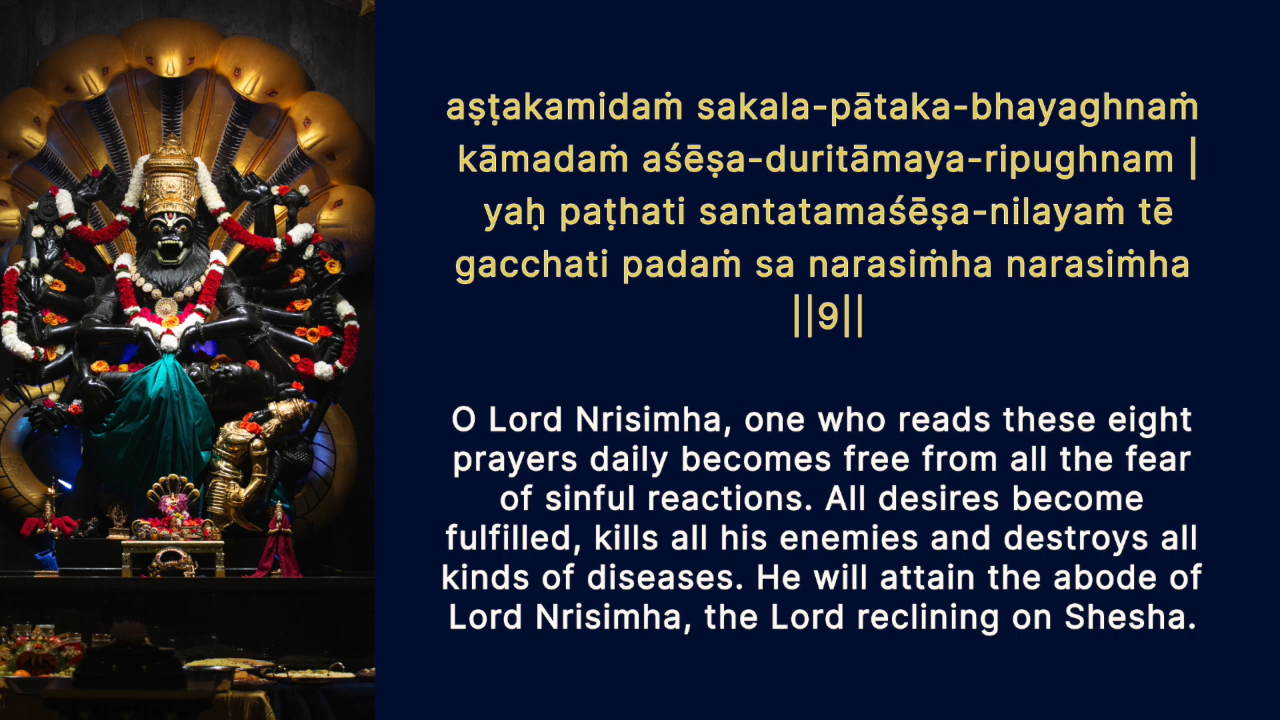 aṣṭakamidaṁ sakala-pātaka-bhayaghnaṁ
kāmadaṁ aśēṣa-duritāmaya-ripughnam |
yaḥ paṭhati santatamaśēṣa-nilayaṁ tē
gacchati padaṁ sa narasiṁha narasiṁha
||9||
O Lord Nrisimha, one who reads these eight
prayers daily becomes free from all the fear
of sinful reactions. All desires become
fulfilled, kills all his enemies and destroys all
kinds of diseases. He will attain the abode of
Lord Nrisimha, the Lord reclining on Shesha.